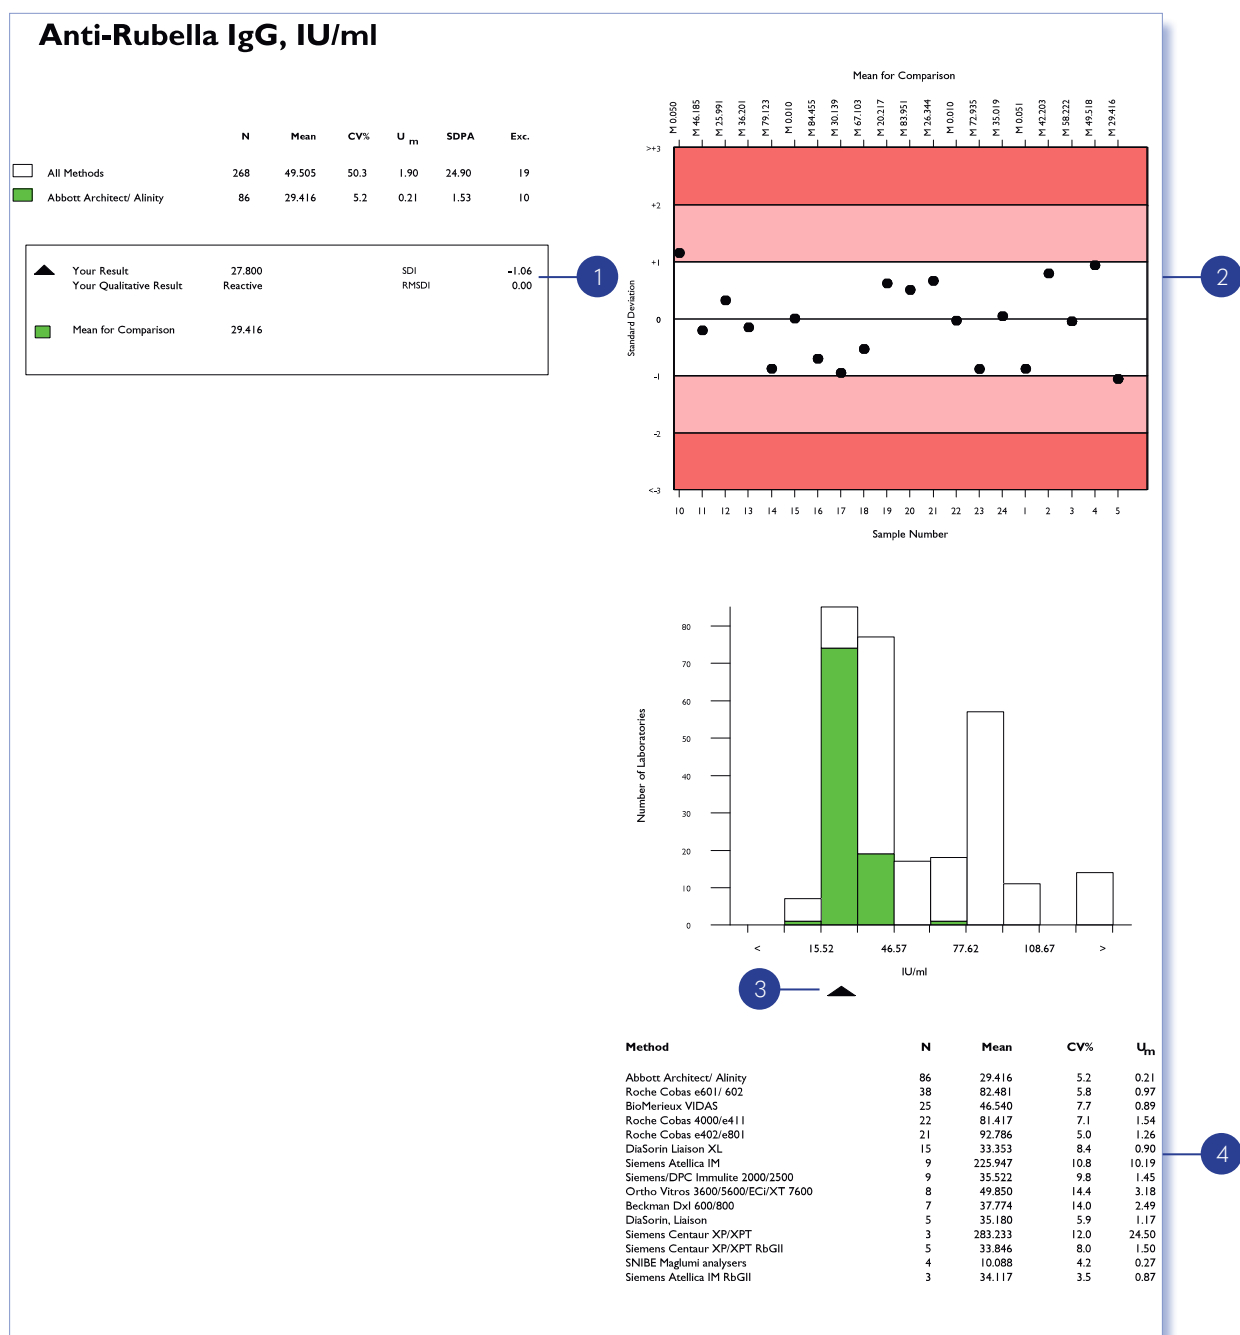 Anti-Rubella IgG, IU/ml
N Mean CV% U m SDPA Exc.
All Methods 268 49.505 50.3 1.90 24.90 19
Abbott Architect/ Alinity 86 29.416 5.2 0.21 1.53 10
Your Result 27.800 SDI -1.06
Your Qualitative Result Reactive RMSDI 0.00
Mean for Comparison 29.416
1
Mean for Comparison
M 0.050 M 46.185 M 25.991 M 36.201 M 79.123 M 0.010 M 84.455 M 30.139 M 67.103 M 20.217 M 83.951 M 26.344 M 0.010 M 72.935 M 35.019 M 0.051 M 42.203 M 58.222 M 49.518 M 29.416
>+3
+2
+1
0
-1
-2
<-3
Standard Deviation
10 11 12 13 14 15 16 17 18 19 20 21 22 23 24 1 2 3 4 5
Sample Number
2
80
70
60
50
40
30
20
10
0
Number of Laboratories
< 15.52 46.57 77.62 108.67 >
IU/ml
3
Method N Mean CV% Um
Abbott Architect/ Alinity 86 29.416 5.2 0.21
Roche Cobas e601/ 602 38 82.481 5.8 0.97
BioMerieux VIDAS 25 46.540 7.7 0.89
Roche Cobas 4000/e411 22 81.417 7.1 1.54
Roche Cobas e402/e801 21 92.786 5.0 1.26
DiaSorin Liaison XL 15 33.353 8.4 0.90
Siemens Atellica IM 9 225.947 10.8 10.19
Siemens/DPC Immulite 2000/2500 9 35.522 9.8 1.45
Ortho Vitros 3600/5600/ECi/XT 7600 8 49.850 14.4 3.18
Beckman DxI 600/800 7 37.774 14.0 2.49
DiaSorin, Liaison 5 35.180 5.9 1.17
Siemens Centaur XP/XPT 3 283.233 12.0 24.50
Siemens Centaur XP/XPT RbGII 5 33.846 8.0 1.50
SNIBE Maglumi analysers 4 10.088 4.2 0.27
Siemens Atellica IM RbGII 3 34.117 3.5 0.87
4